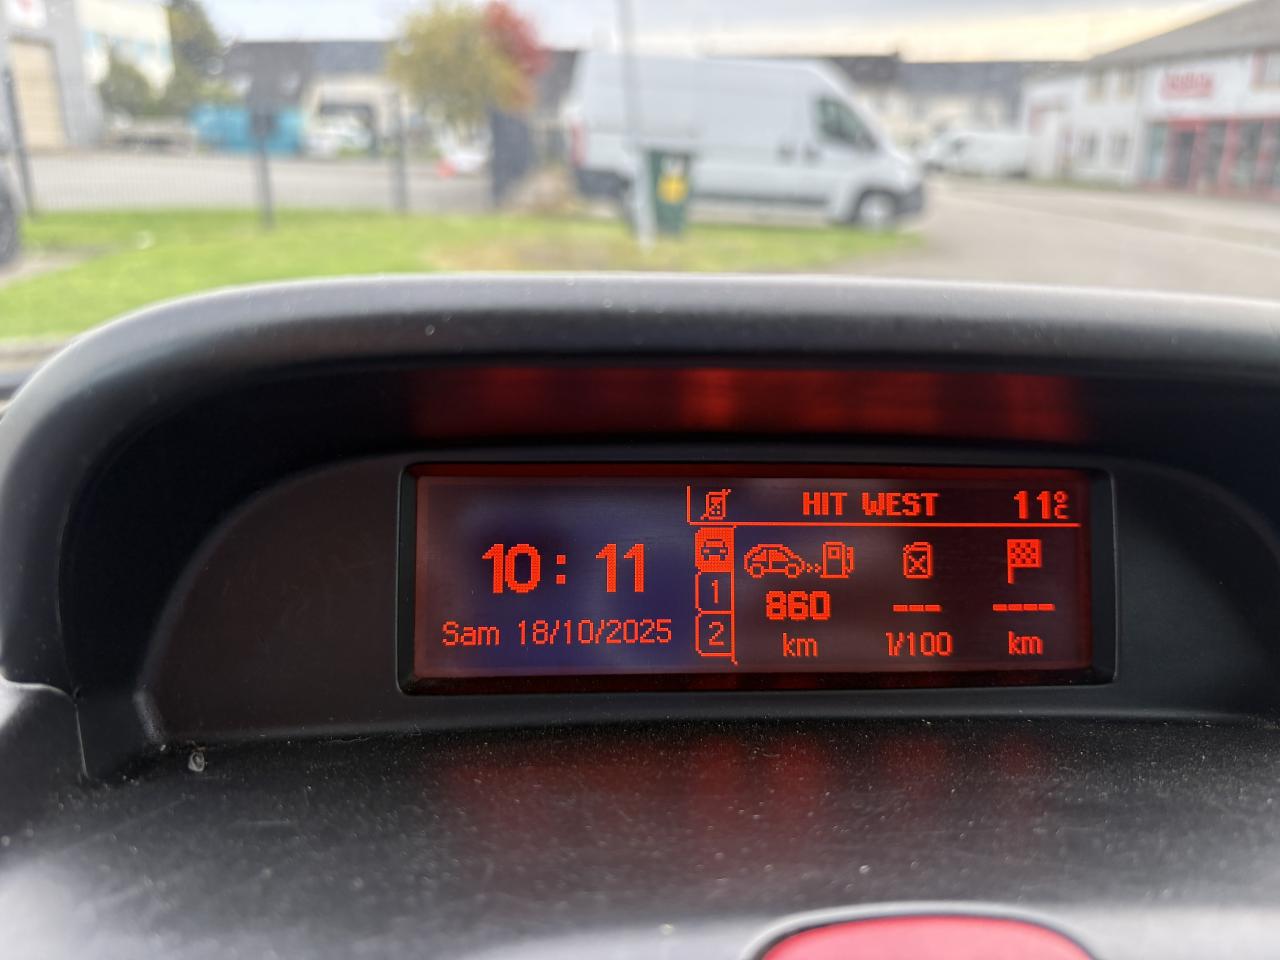 HIT WEST 11°C
10:11
Sam 18/10/2025
1
2
860 --- ----
km l/100 km